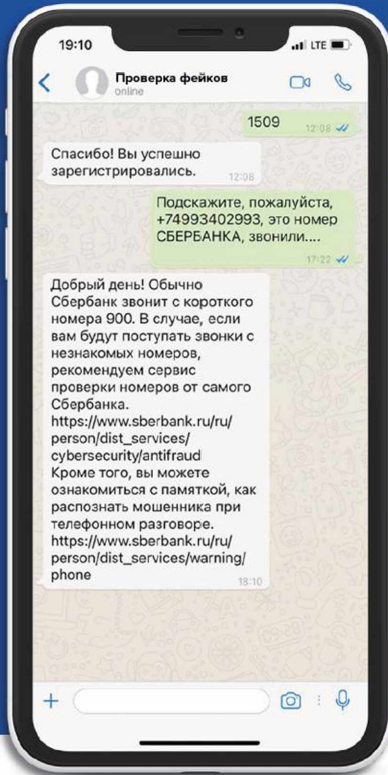 19:10
LTE
Проверка фейков
online
1509
12:08
Спасибо! Вы успешно
зарегистрировались.
12:08
Подскажите, пожалуйста,
+74993402993, это номер
СБЕРБАНКА, звонили....
17:22
Добрый день! Обычно
Сбербанк звонит с короткого
номера 900. В случае, если
вам будут поступать звонки с
незнакомых номеров,
рекомендуем сервис
проверки номеров от самого
Сбербанка.
https://www.sberbank.ru/ru/
person/dist_services/
cybersecurity/antifraud
Кроме того, вы можете
ознакомиться с памяткой, как
распознать мошенника при
телефонном разговоре.
https://www.sberbank.ru/ru/
person/dist_services/warning/
phone
18:10